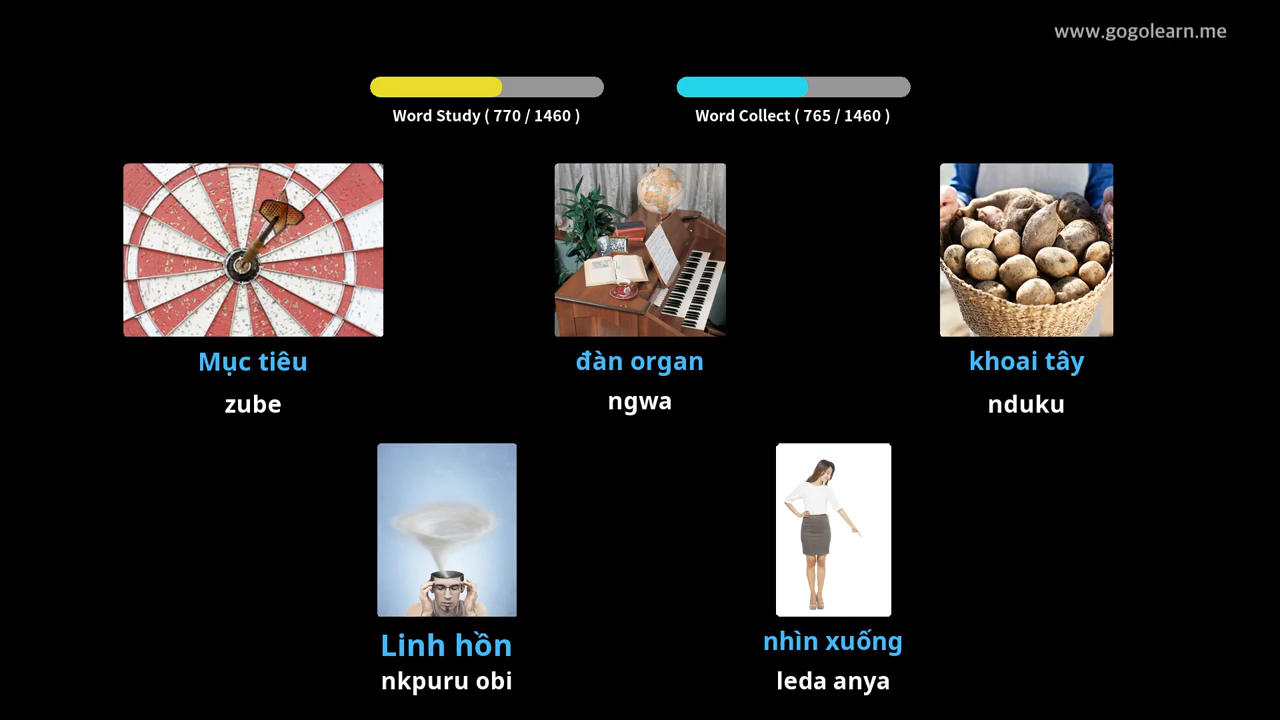 www.gogolearn.me
Word Study ( 770 / 1460 )
Word Collect ( 765 / 1460 )
Mục tiêu
đàn organ
khoai tây
zube
ngwa
nduku
Linh hồn
nhìn xuống
nkpuru obi
leda anya